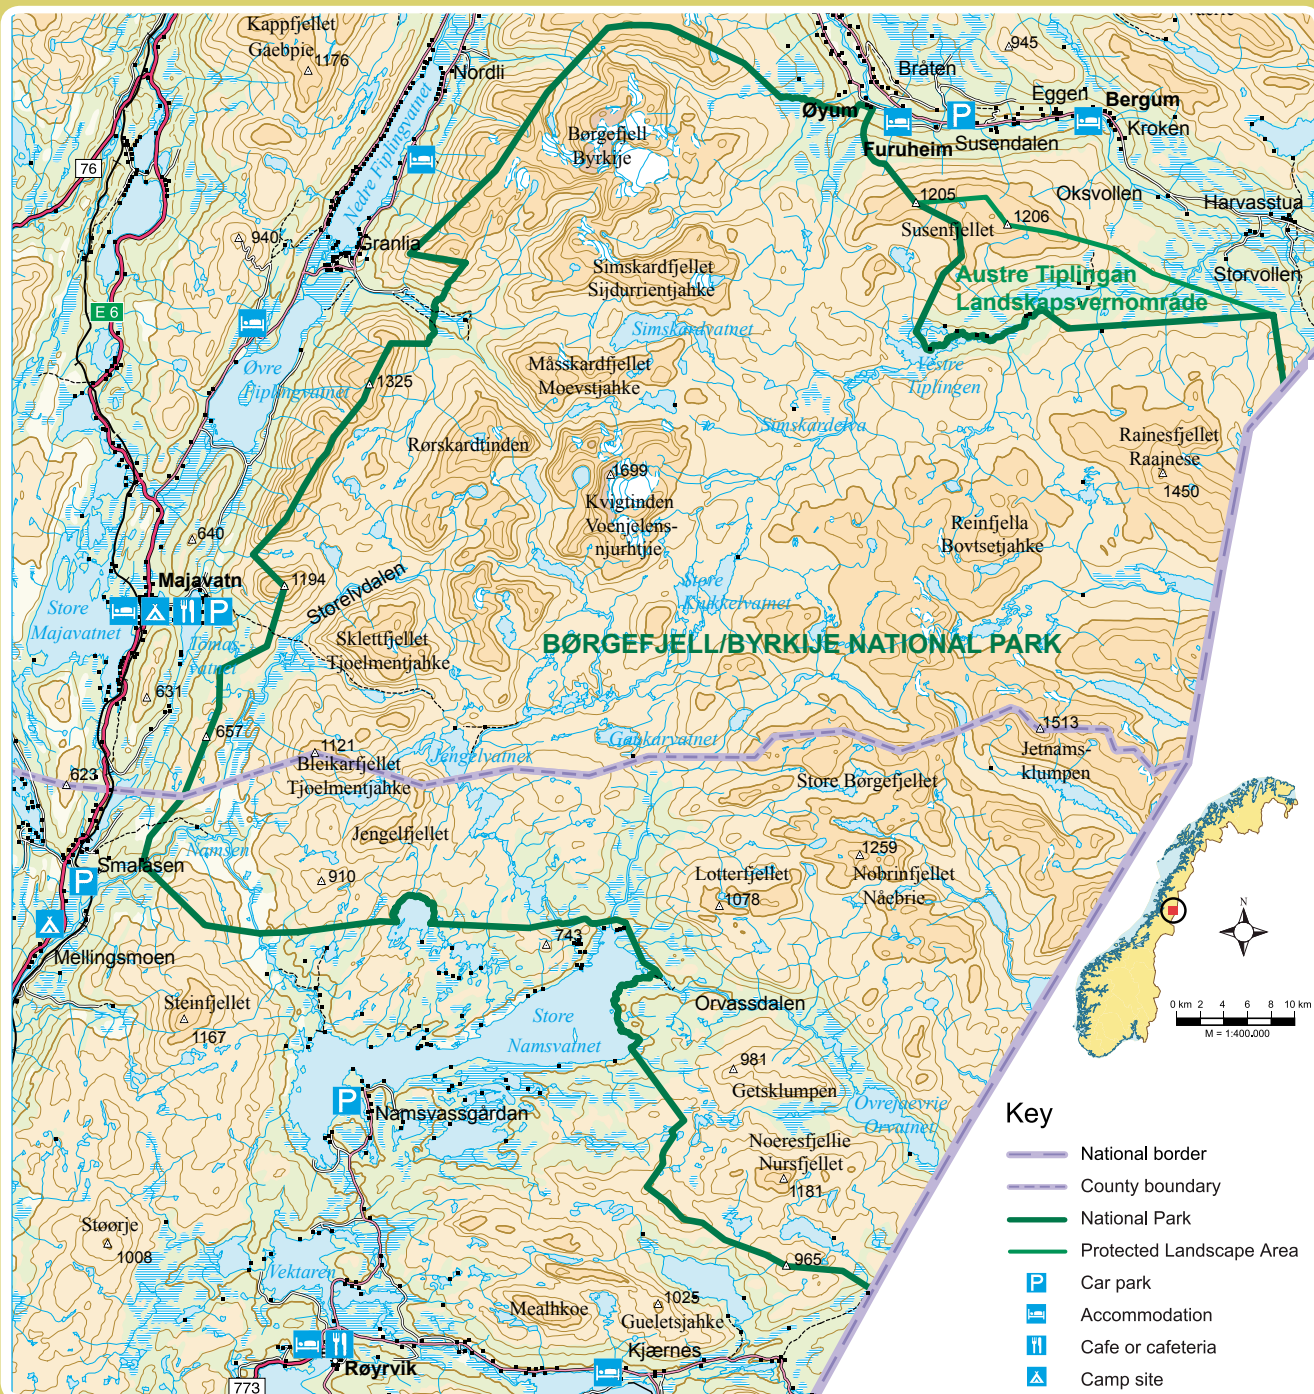 Kappfjellet
Gaebpie
1176
Nordli
Nedre Fiplingvatnet
76
940
Granlia
E 6
Øvre
Fiplingvatnet
1325
Børgefjell
Byrkije
Simskardfjellet
Sijdurrientjahke
Simskardvatnet
Måsskardfjellet
Moevstjahke
Rørskardtinden
1699
Kvigtinden
Voenjelens-
njurhtjie
Simskardelva
945
Bråten
Eggen
Bergum
Kroken
Øyum
P
Furuheim
Susendalen
1205
Oksvollen
1206
Harvasstua
Susenfjellet
Storvollen
Austre Tiplingan
Landskapsvernområde
Vestre
Tiplingen
Rainesfjellet
Raajnese
1450
Reinfjella
Bovtsetjahke
640
Majavatn
P
1194
Storelvdalen
Store
Majavatnet
Tomas-
vatnet
Sklettfjellet
Tjoelmentjahke
Store
Kjukkelvatnet
BØRGEFJELL/BYRKIJE NATIONAL PARK
631
657
1121
Bleikarfjellet
Tjoelmentjahke
Jengelvatnet
Gaukarvatnet
1513
Jetnams-
klumpen
Store Børgefjellet
623
Jengelfjellet
Namsen
Smalåsen
P
910
Lotterfjellet
1078
1259
Nobrinfjellet
Nåebrie
Mellingsmoen
743
Steinfjellet
1167
Store
Namsvatnet
Orvassdalen
981
Getsklumpen
Ovrejaevrie
Orvatnet
P
Namsvassgårdan
Noeresfjellie
Nursfjellet
1181
Støørje
1008
Vektaren
965
Mealhkoe
1025
Gueletsjahke
Kjærnes
Røyrvik
773
N
0 km 2 4 6 8 10 km
M = 1:400.000
Key
National border
County boundary
National Park
Protected Landscape Area
P Car park
Accommodation
Cafe or cafeteria
Camp site